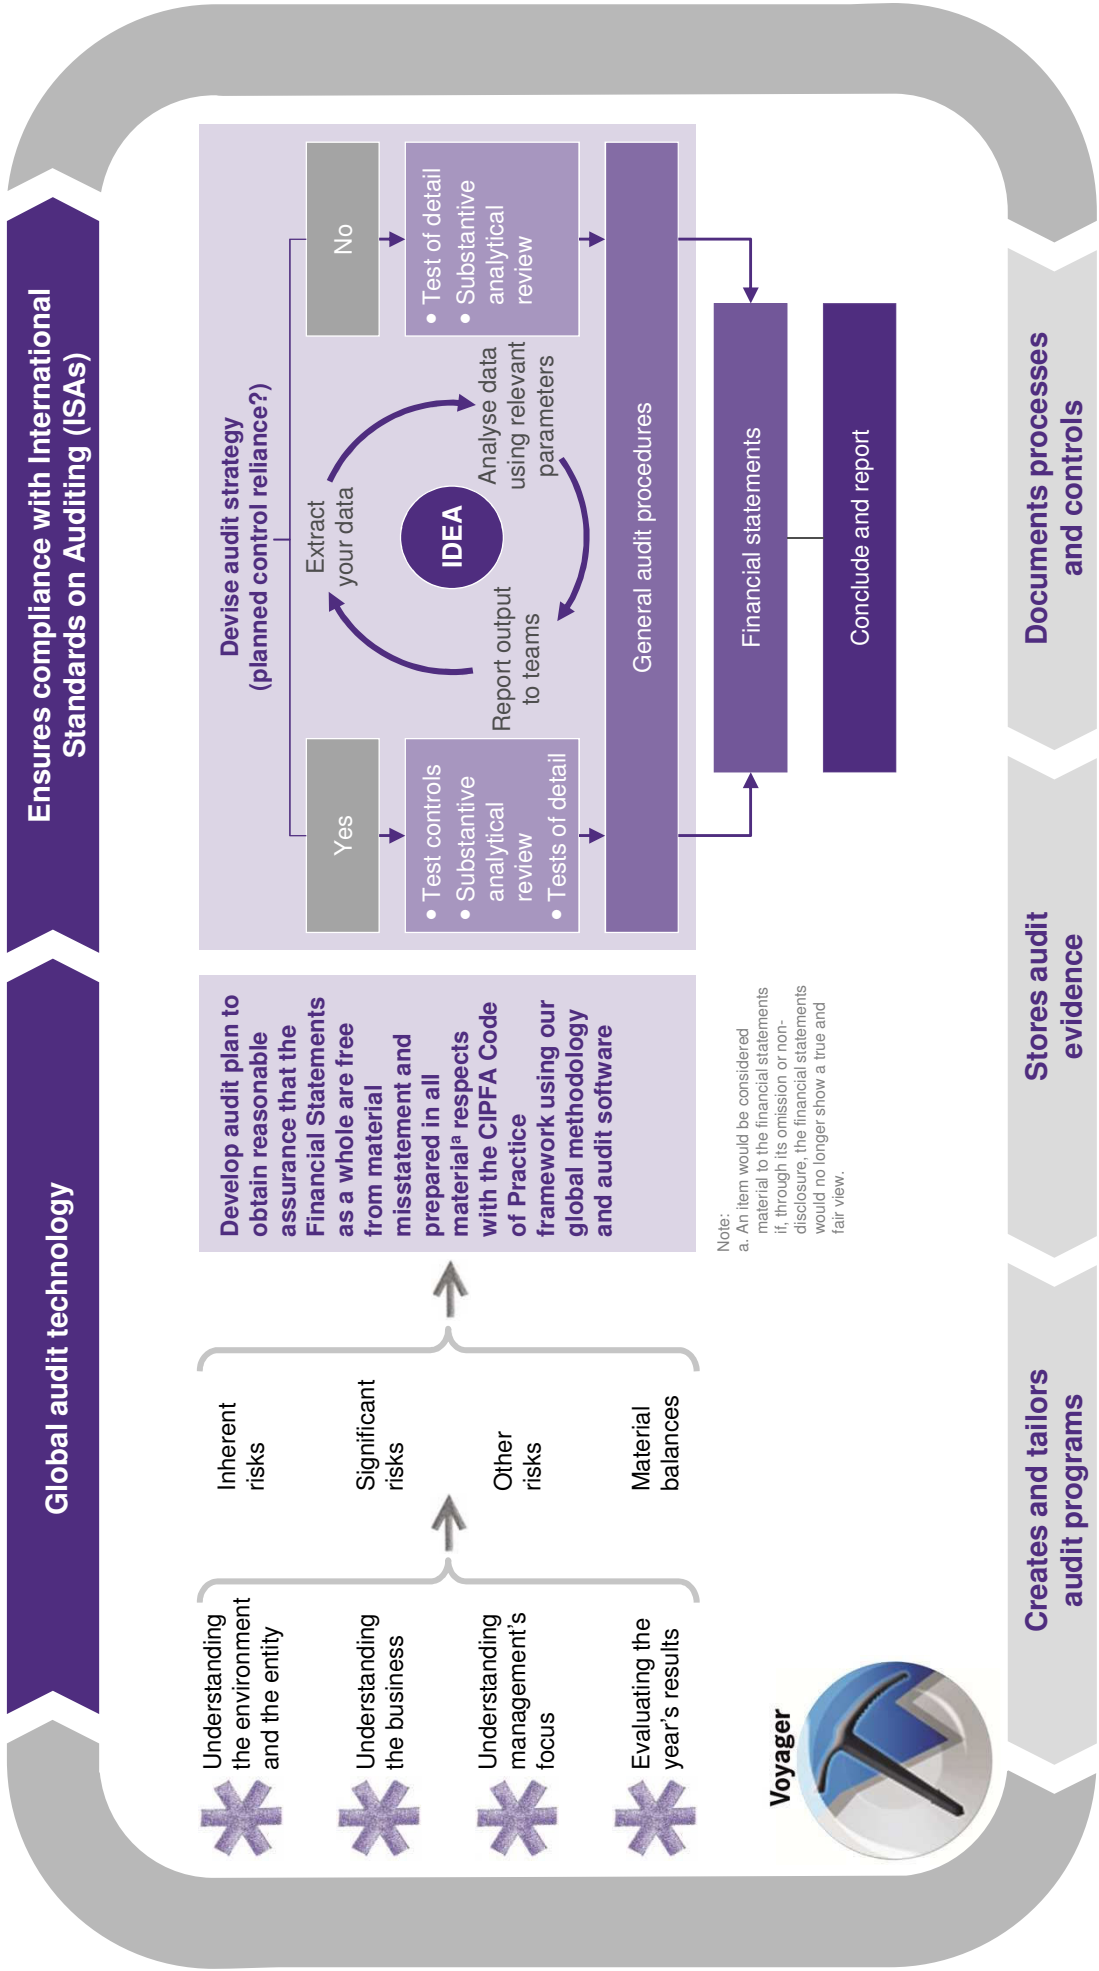 Global audit technology
Ensures compliance with International
Standards on Auditing (ISAs)
Understanding
the environment
and the entity
Understanding
the business
Understanding
management’s
focus
Evaluating the
year’s results
Inherent
risks
Significant
risks
Other
risks
Material
balances
Develop audit plan to
obtain reasonable
assurance that the
Financial Statements
as a whole are free
from material
misstatement and
prepared in all
materialª respects
with the CIPFA Code
of Practice
framework using our
global methodology
and audit software
Note:
a. An item would be considered
material to the financial statements
if, through its omission or non-
disclosure, the financial statements
would no longer show a true and
fair view.
Devise audit strategy
(planned control reliance?)
Yes
No
• Test controls
• Substantive
analytical
review
• Tests of detail
Extract
your data
IDEA
Analyse data
using relevant
parameters
Report output
to teams
• Test of detail
• Substantive
analytical
review
General audit procedures
Financial statements
Conclude and report
Voyager
Creates and tailors
audit programs
Stores audit
evidence
Documents processes
and controls